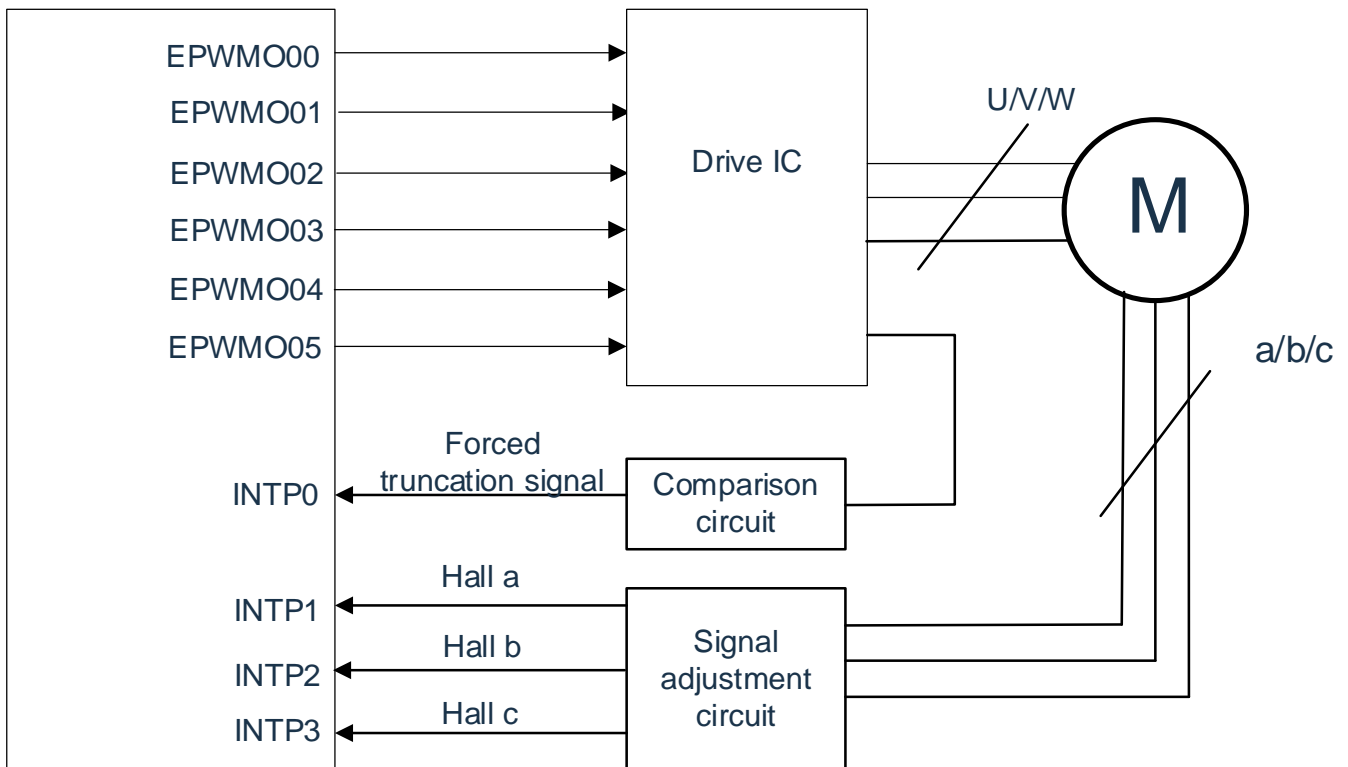 EPWMO00
EPWMO01
EPWMO02
EPWMO03
EPWMO04
EPWMO05
Drive IC
U/V/W
M
a/b/c
Forced
truncation signal
INTP0
Comparison
circuit
Hall a
INTP1
Hall b
INTP2
Hall c
INTP3
Signal
adjustment
circuit